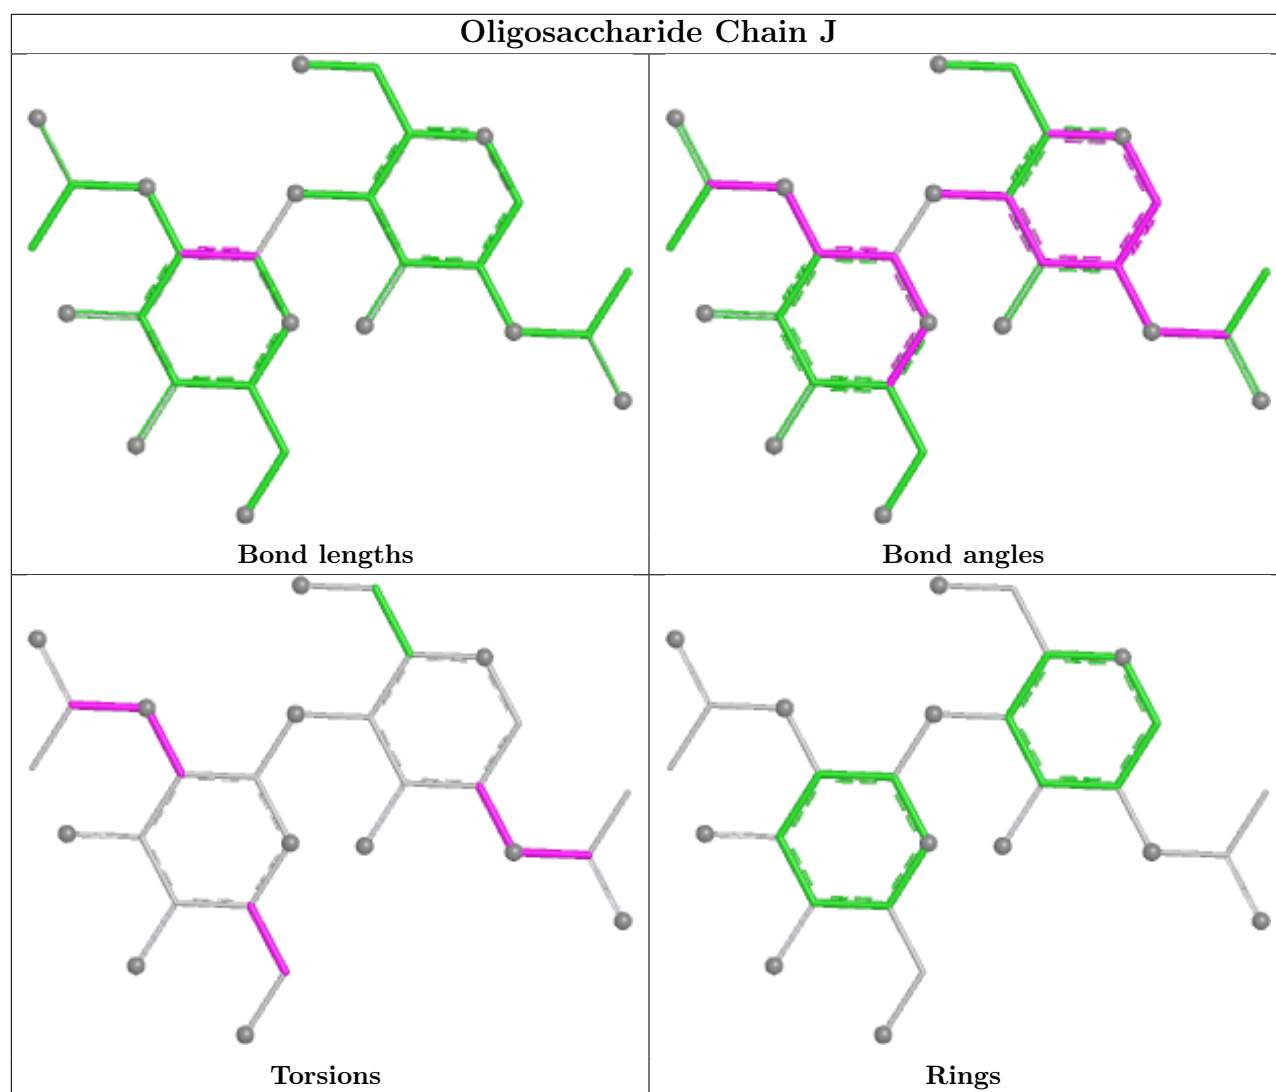 Oligosaccharide Chain J
Bond lengths
Bond angles
Torsions
Rings